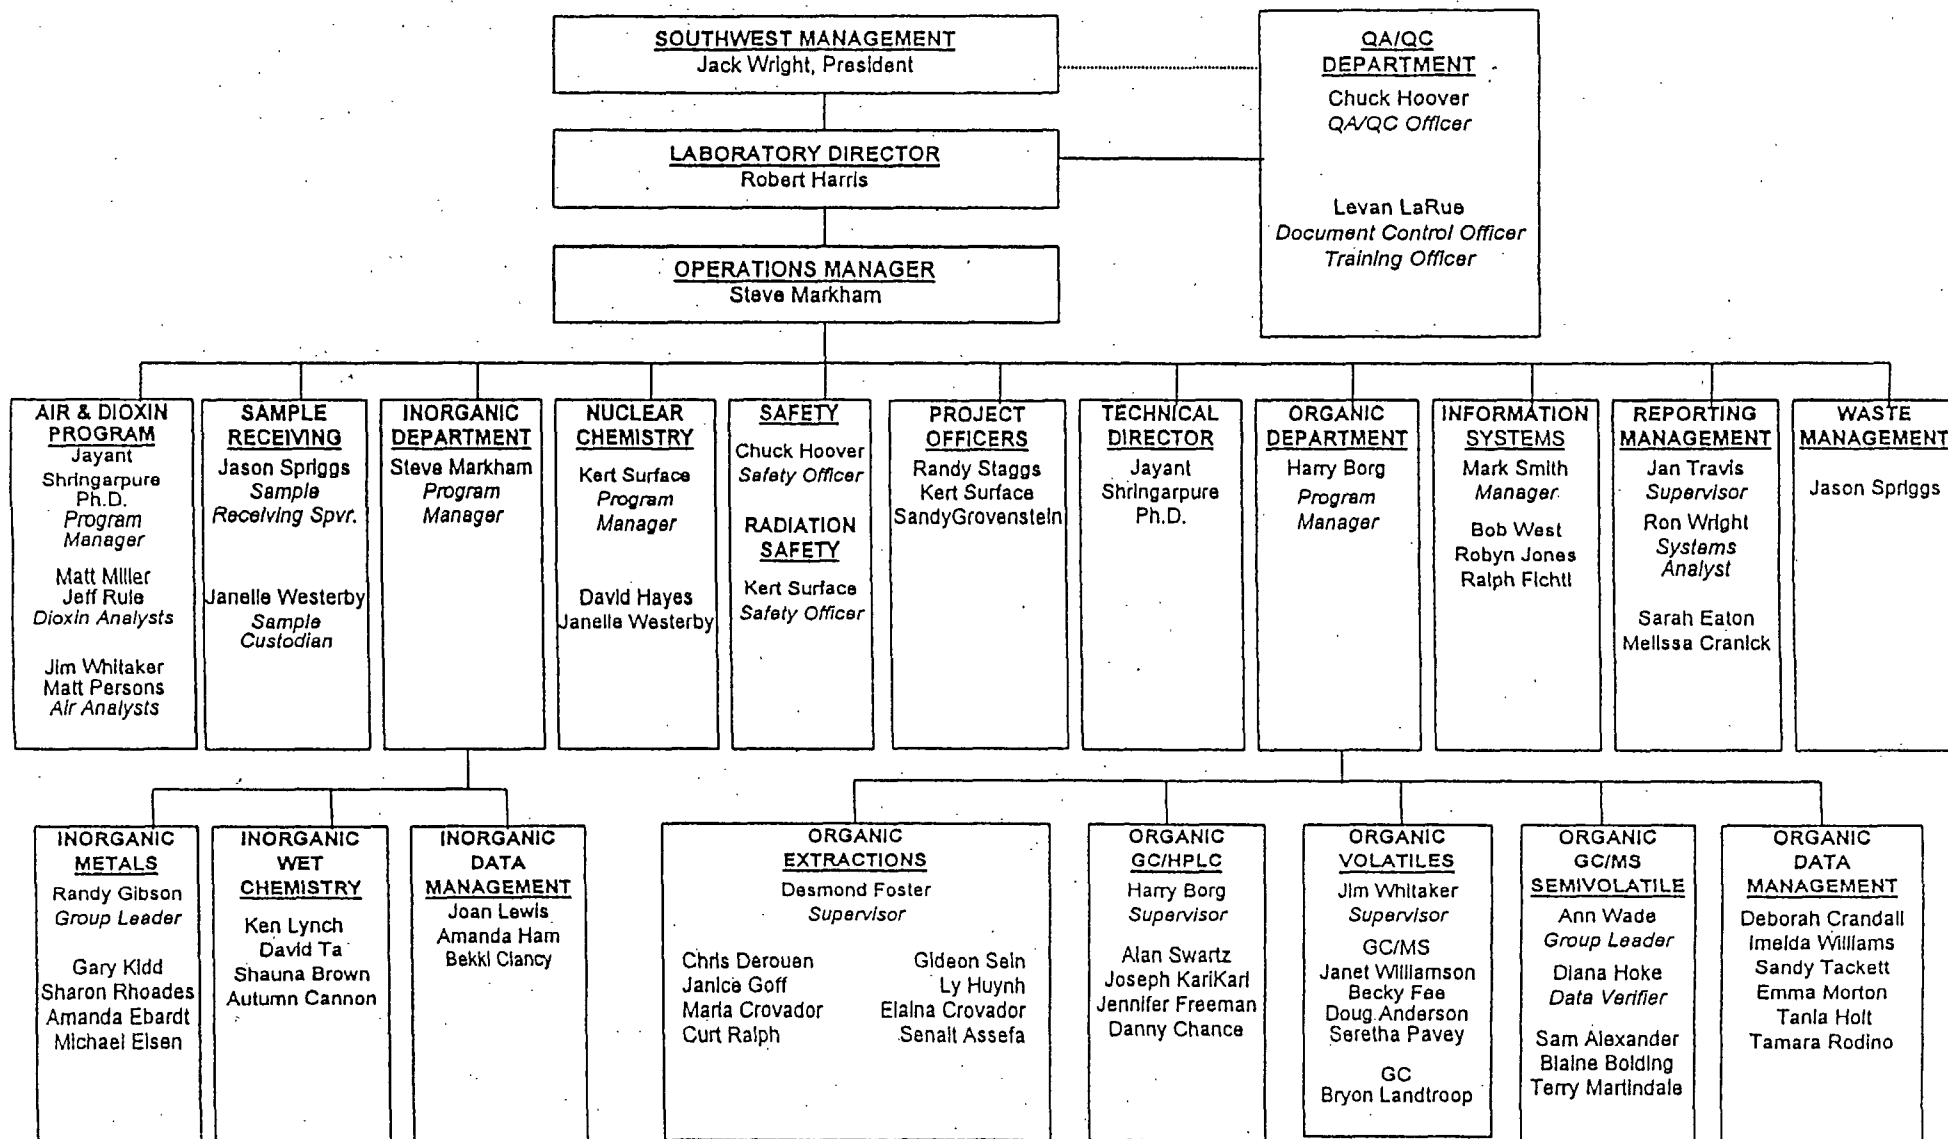 SOUTHWEST MANAGEMENT
Jack Wright, President
QA/QC
DEPARTMENT
Chuck Hoover
QA/QC Officer
Levan LaRue
Document Control Officer
Training Officer
LABORATORY DIRECTOR
Robert Harris
OPERATIONS MANAGER
Steve Markham
AIR & DIOXIN
PROGRAM
Jayant
Shringarpure
Ph.D.
Program
Manager
Matt Miller
Jeff Rule
Dioxin Analysts
Jim Whitaker
Matt Persons
Air Analysts
SAMPLE
RECEIVING
Jason Spriggs
Sample
Receiving Spvr.
Janelle Westerby
Sample
Custodian
INORGANIC
DEPARTMENT
Steve Markham
Program
Manager
NUCLEAR
CHEMISTRY
Kert Surface
Program
Manager
David Hayes
Janelle Westerby
SAFETY
Chuck Hoover
Safety Officer
RADIATION
SAFETY
Kert Surface
Safety Officer
PROJECT
OFFICERS
Randy Staggs
Kert Surface
SandyGrovenstein
TECHNICAL
DIRECTOR
Jayant
Shringarpure
Ph.D.
ORGANIC
DEPARTMENT
Harry Borg
Program
Manager
INFORMATION
SYSTEMS
Mark Smith
Manager
Bob West
Robyn Jones
Ralph Fichtl
REPORTING
MANAGEMENT
Jan Travis
Supervisor
Ron Wright
Systems
Analyst
Sarah Eaton
Melissa Cranick
WASTE
MANAGEMENT
Jason Spriggs
INORGANIC
METALS
Randy Gibson
Group Leader
Gary Kidd
Sharon Rhoades
Amanda Ebardt
Michael Eisen
INORGANIC
WET
CHEMISTRY
Ken Lynch
David Ta
Shauna Brown
Autumn Cannon
INORGANIC
DATA
MANAGEMENT
Joan Lewis
Amanda Ham
Bekki Clancy
ORGANIC
EXTRACTIONS
Desmond Foster
Supervisor
Chris Derouen Gideon Sein
Janice Goff Ly Huynh
Maria Crovador Elaina Crovador
Curt Ralph Senait Assefa
ORGANIC
GC/HPLC
Harry Borg
Supervisor
Alan Swartz
Joseph KariKari
Jennifer Freeman
Danny Chance
ORGANIC
VOLATILES
Jim Whitaker
Supervisor
GC/MS
Janet Williamson
Becky Fee
Doug Anderson
Seretha Pavey
GC
Bryon Landtroop
ORGANIC
GC/MS
SEMIVOLATILE
Ann Wade
Group Leader
Diana Hoke
Data Verifier
Sam Alexander
Blaine Bolding
Terry Martindale
ORGANIC
DATA
MANAGEMENT
Deborah Crandall
Imelda Williams
Sandy Tackett
Emma Morton
Tania Holt
Tamara Rodino